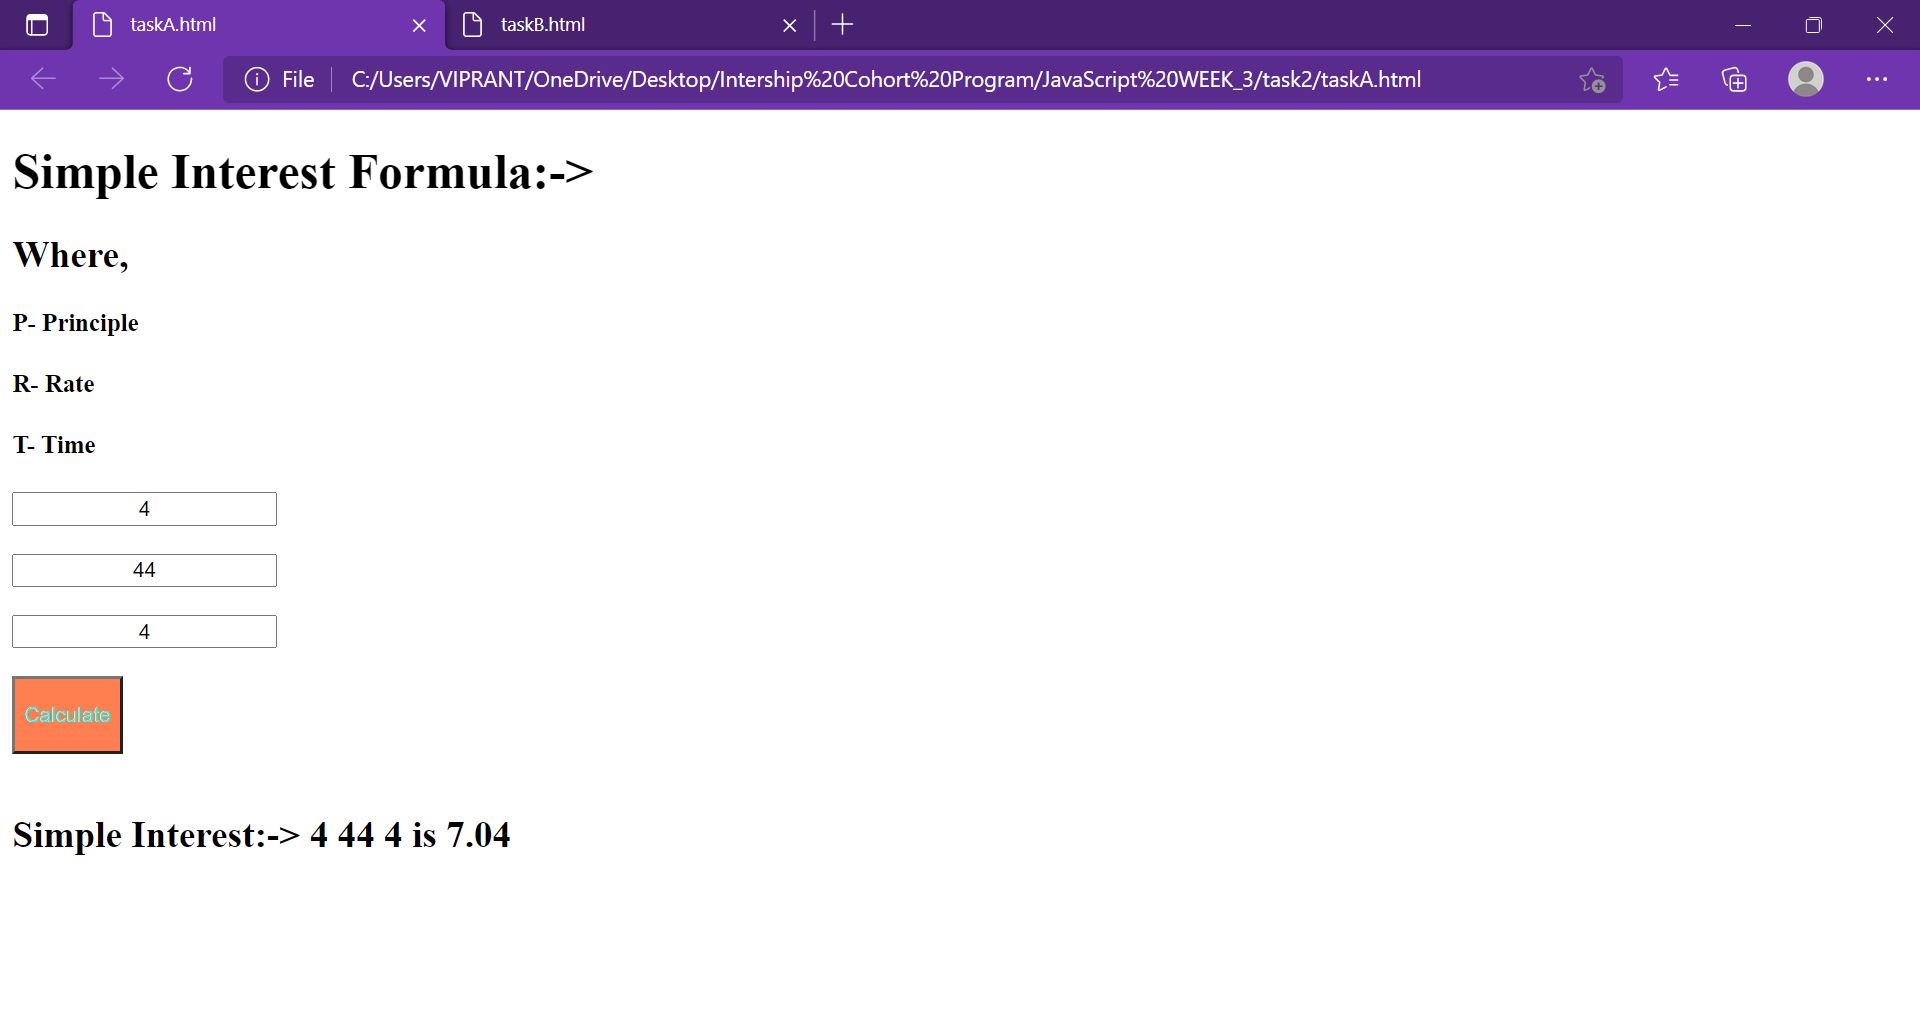 taskA.html
taskB.html
File
C:/Users/VIPRANT/OneDrive/Desktop/Intership%20Cohort%20Program/JavaScript%20WEEK_3/task2/taskA.html
Simple Interest Formula:->
Where,
P- Principle
R- Rate
T- Time
4
44
4
Calculate
Simple Interest:-> 4 44 4 is 7.04